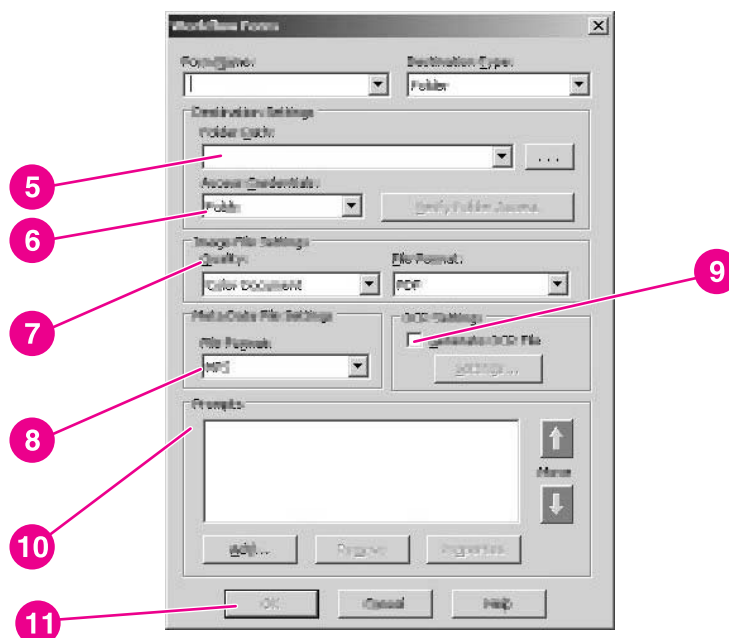 Workflow Form
Form Name:
Destination Type:
Folder
Destination Settings
Folder Path:
...
5
Access Credentials:
Public
Verify Folder Access
6
Image File Settings
Quality:
File Format:
Color Document
PDF
7
9
MetaData File Settings
OCR Settings
File Format:
Generate OCR File
HPS
Settings...
8
Prompts
Move
10
Add...
Remove
Properties
OK
Cancel
Help
11